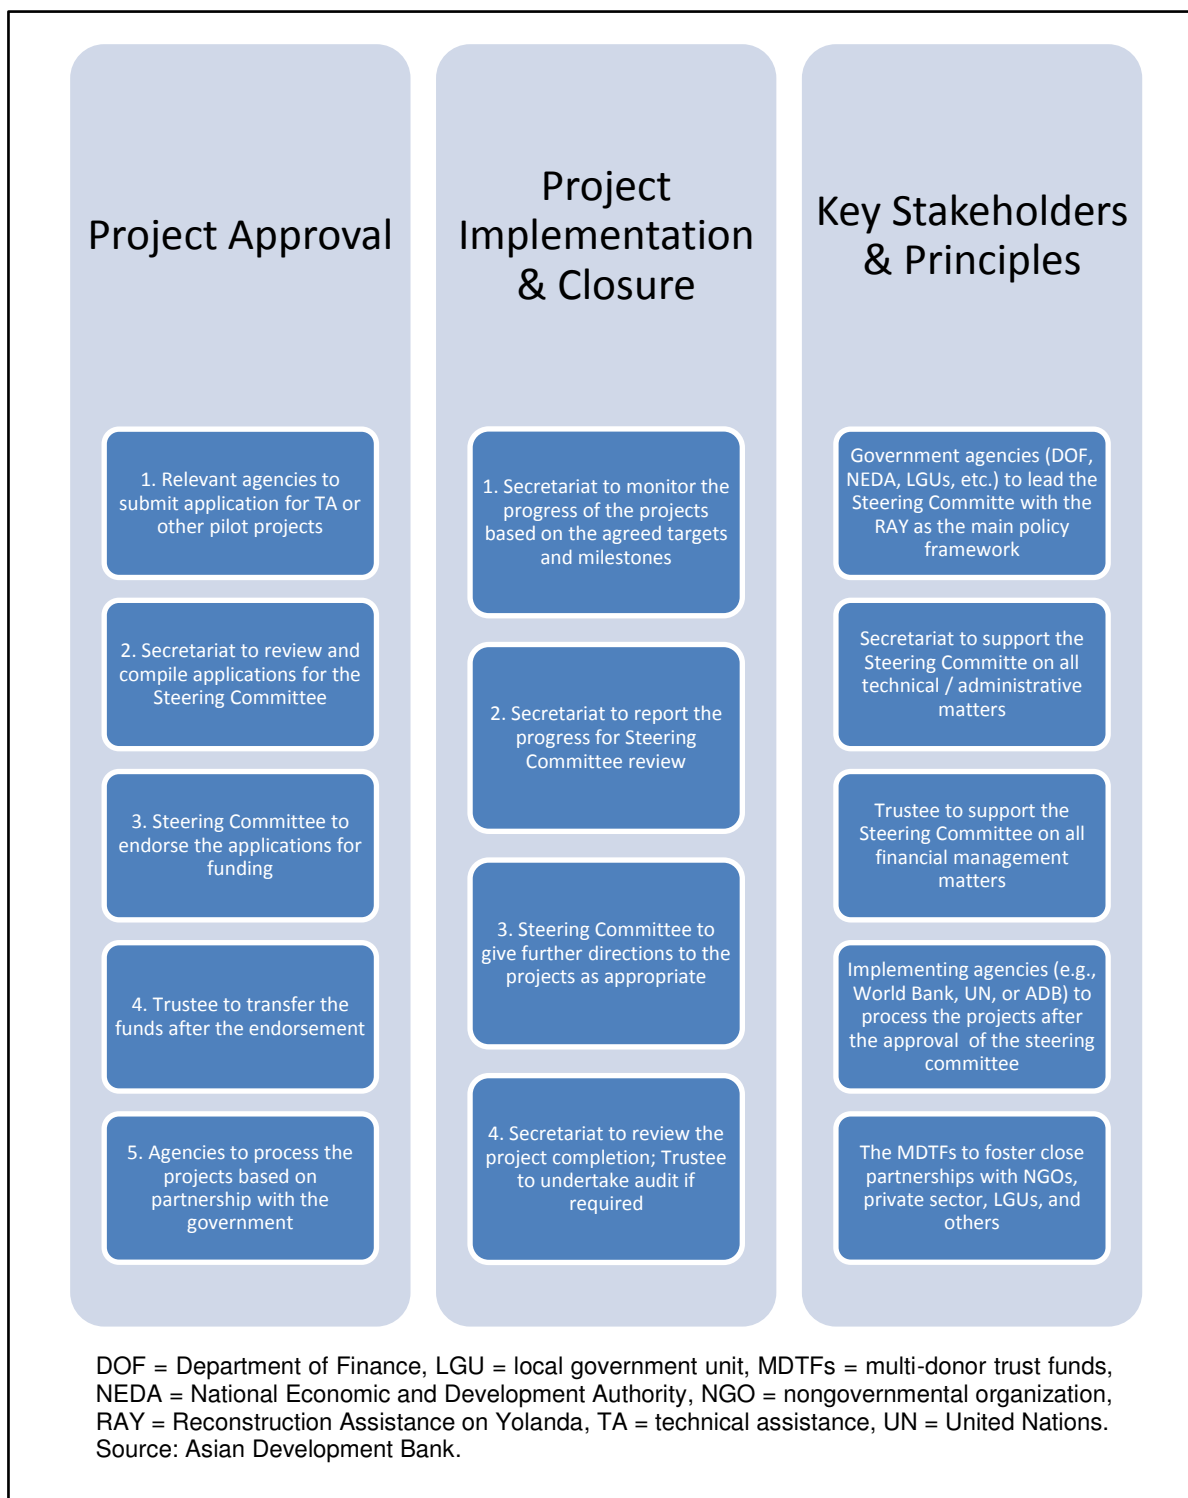 Project Approval
1. Relevant agencies to
submit application for TA or
other pilot projects
2. Secretariat to review and
compile applications for the
Steering Committee
3. Steering Committee to
endorse the applications for
funding
4. Trustee to transfer the
funds after the endorsement
5. Agencies to process the
projects based on
partnership with the
government
Project
Implementation
& Closure
1. Secretariat to monitor the
progress of the projects
based on the agreed targets
and milestones
2. Secretariat to report the
progress for Steering
Committee review
3. Steering Committee to
give further directions to the
projects as appropriate
4. Secretariat to review the
project completion; Trustee
to undertake audit if
required
Key Stakeholders
& Principles
Government agencies (DOF,
NEDA, LGUs, etc.) to lead the
Steering Committe with the
RAY as the main policy
framework
Secretariat to support the
Steering Committe on all
technical / administrative
matters
Trustee to support the
Steering Committee on all
financial management
matters
Implementing agencies (e.g.,
World Bank, UN, or ADB) to
process the projects after
the approval  of the steering
committee
The MDTFs to foster close
partnerships with NGOs,
private sector, LGUs, and
others
DOF = Department of Finance, LGU = local government unit, MDTFs = multi-donor trust funds,
NEDA = National Economic and Development Authority, NGO = nongovernmental organization,
RAY = Reconstruction Assistance on Yolanda, TA = technical assistance, UN = United Nations.
Source: Asian Development Bank.